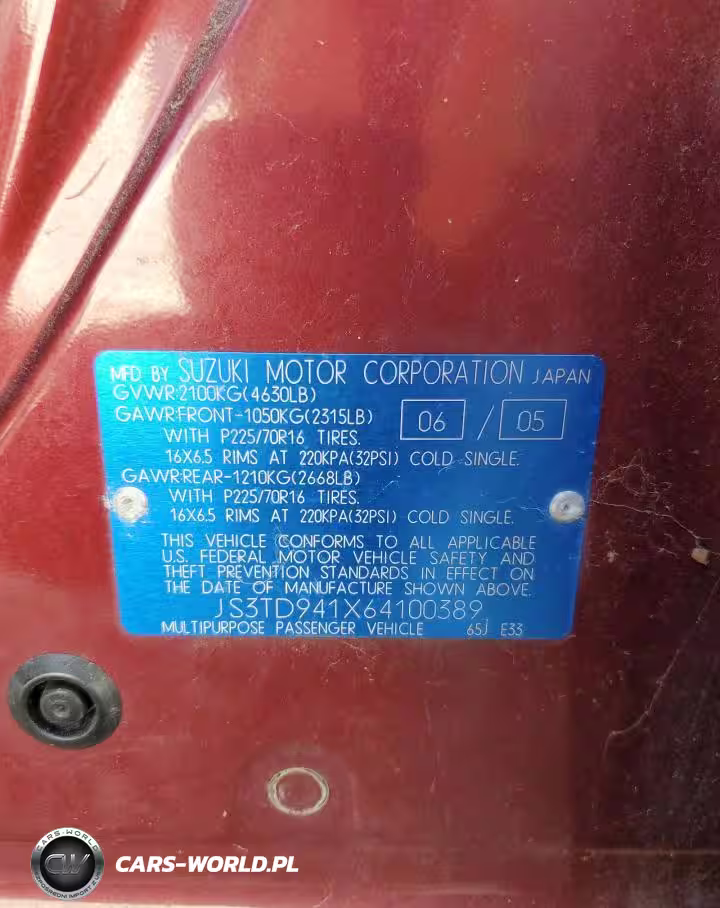 MFD BY SUZUKI MOTOR CORPORATION JAPAN
GVWR:2100KG(4630LB)
GAWR:FRONT-1050KG(2315LB) 06 / 05
WITH P225/70R16 TIRES.
16X6.5 RIMS AT 220KPA(32PSI) COLD SINGLE.
GAWR:REAR-1210KG(2668LB)
WITH P225/70R16 TIRES.
16X6.5 RIMS AT 220KPA(32PSI) COLD SINGLE.
THIS VEHICLE CONFORMS TO ALL APPLICABLE
U.S. FEDERAL MOTOR VEHICLE SAFETY AND
THEFT PREVENTION STANDARDS IN EFFECT ON
THE DATE OF MANUFACTURE SHOWN ABOVE.
JS3TD941X64100389
MULTIPURPOSE PASSENGER VEHICLE 65J E33
CARS-WORLD
CW
CARS-WORLD.PL